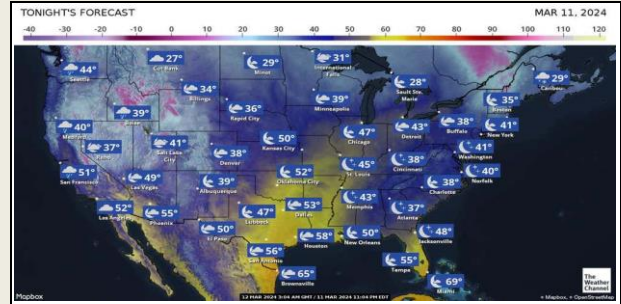 TONIGHT'S FORECAST
MAR 11, 2024
-40 -30 -20 -10 0 10 20 30 40 50 60 70 80 90 100 110 120
44°
Seattle
27°
Cut Bank
29°
Minot
31°
International Falls
28°
Sault Ste. Marie
29°
Caribou
34°
Billings
36°
Rapid City
39°
Minneapolis
35°
Boston
39°
Boise
38°
Buffalo
41°
New York
40°
Medford
47°
Chicago
43°
Detroit
37°
Reno
41°
Salt Lake City
38°
Denver
50°
Kansas City
45°
St. Louis
38°
Cincinnati
41°
Washington
51°
San Francisco
49°
Las Vegas
39°
Albuquerque
52°
Oklahoma City
43°
Memphis
38°
Charlotte
40°
Norfolk
52°
Los Angeles
55°
Phoenix
50°
El Paso
47°
Lubbock
53°
Dallas
37°
Atlanta
56°
San Antonio
58°
Houston
50°
New Orleans
48°
Jacksonville
65°
Brownsville
55°
Tampa
69°
Miami
The Weather Channel
Mapbox
12 MAR 2024 3:04 AM GMT / 11 MAR 2024 11:04 PM EDT
© Mapbox, © OpenStreetMap